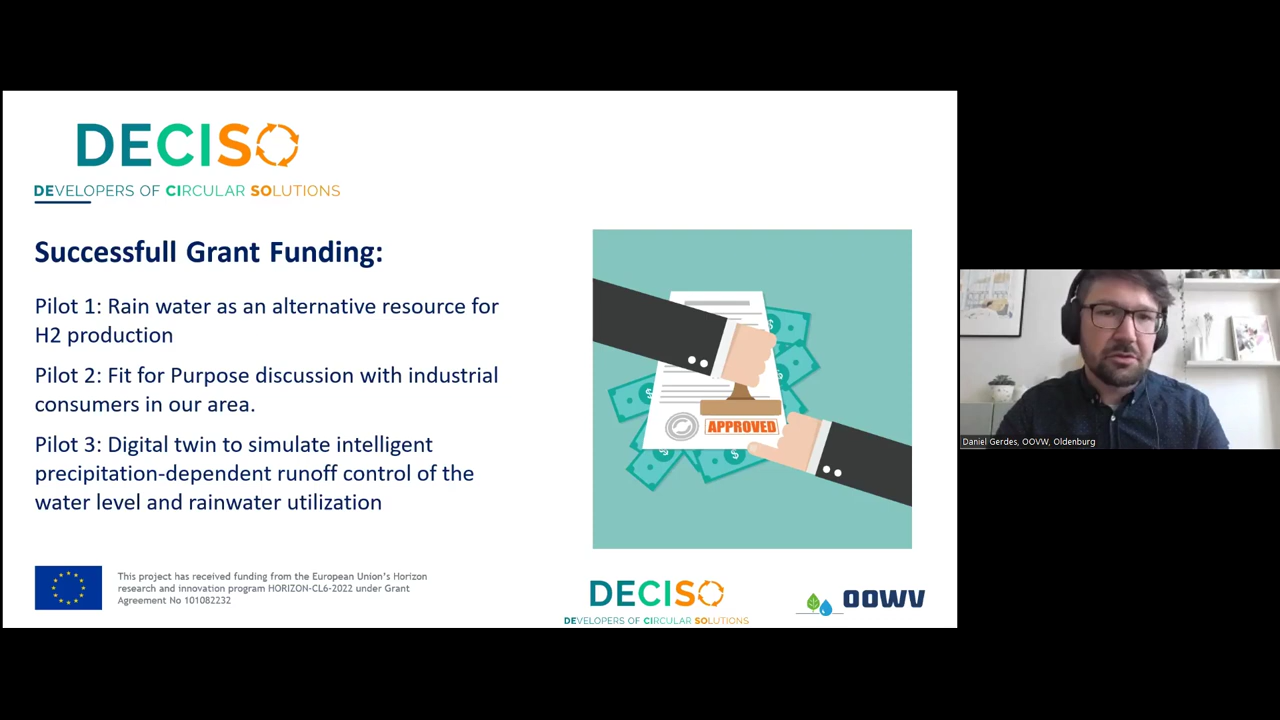 DECISO
DEVELOPERS OF CIRCULAR SOLUTIONS
Successfull Grant Funding:
Pilot 1: Rain water as an alternative resource for
H2 production
Pilot 2: Fit for Purpose discussion with industrial
consumers in our area.
Pilot 3: Digital twin to simulate intelligent
precipitation-dependent runoff control of the
water level and rainwater utilization
APPROVED
This project has received funding from the European Union's Horizon
research and innovation program HORIZON-CL6-2022 under Grant
Agreement No 101082232
DECISO
DEVELOPERS OF CIRCULAR SOLUTIONS
OOWV
Daniel Gerdes, OOVW, Oldenburg